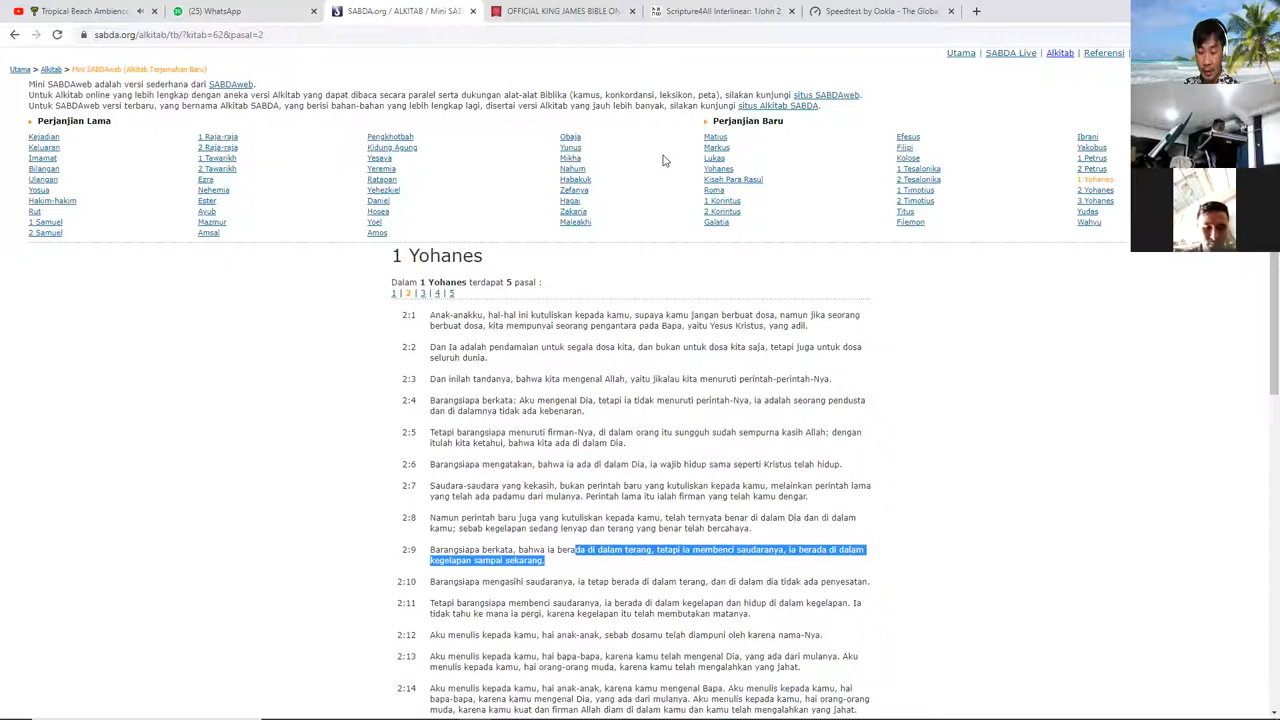 Tropical Beach Ambience
(25) WhatsApp
SABDA.org / ALKITAB / Mini SAB
OFFICIAL KING JAMES BIBLE ON
Scripture4All Interlinear: 1John 2;
Speedtest by Ookla - The Globa
sabda.org/alkitab/tb/?kitab=62&pasal=2
Utama | SABDA Live | Alkitab | Referensi |
Utama > Alkitab > Mini SABDAweb (Alkitab Terjemahan Baru)
Mini SABDAweb adalah versi sederhana dari SABDAweb.
Untuk Alkitab online yang lebih lengkap dengan aneka versi Alkitab yang dapat dibaca secara paralel serta dukungan alat-alat Biblika (kamus, konkordansi, leksikon, peta), silakan kunjungi situs SABDAweb.
Untuk SABDAweb versi terbaru, yang bernama Alkitab SABDA, yang berisi bahan-bahan yang lebih lengkap lagi, disertai versi Alkitab yang jauh lebih banyak, silakan kunjungi situs Alkitab SABDA.
Perjanjian Lama
Perjanjian Baru
Kejadian 1 Raja-raja Pengkhotbah Obaja Matius Efesus Ibrani
Keluaran 2 Raja-raja Kidung Agung Yunus Markus Filipi Yakobus
Imamat 1 Tawarikh Yesaya Mikha Lukas Kolose 1 Petrus
Bilangan 2 Tawarikh Yeremia Nahum Yohanes 1 Tesalonika 2 Petrus
Ulangan Ezra Ratapan Habakuk Kisah Para Rasul 2 Tesalonika 1 Yohanes
Yosua Nehemia Yehezkiel Zefanya Roma 1 Timotius 2 Yohanes
Hakim-hakim Ester Daniel Hagai 1 Korintus 2 Timotius 3 Yohanes
Rut Ayub Hosea Zakaria 2 Korintus Titus Yudas
1 Samuel Mazmur Yoel Maleakhi Galatia Filemon Wahyu
2 Samuel Amsal Amos
1 Yohanes
Dalam 1 Yohanes terdapat 5 pasal :
1 | 2 | 3 | 4 | 5
2:1 Anak-anakku, hal-hal ini kutuliskan kepada kamu, supaya kamu jangan berbuat dosa, namun jika seorang
berbuat dosa, kita mempunyai seorang pengantara pada Bapa, yaitu Yesus Kristus, yang adil.
2:2 Dan Ia adalah pendamaian untuk segala dosa kita, dan bukan untuk dosa kita saja, tetapi juga untuk dosa
seluruh dunia.
2:3 Dan inilah tandanya, bahwa kita mengenal Allah, yaitu jikalau kita menuruti perintah-perintah-Nya.
2:4 Barangsiapa berkata: Aku mengenal Dia, tetapi ia tidak menuruti perintah-Nya, ia adalah seorang pendusta
dan di dalamnya tidak ada kebenaran.
2:5 Tetapi barangsiapa menuruti firman-Nya, di dalam orang itu sungguh sudah sempurna kasih Allah; dengan
itulah kita ketahui, bahwa kita ada di dalam Dia.
2:6 Barangsiapa mengatakan, bahwa ia ada di dalam Dia, ia wajib hidup sama seperti Kristus telah hidup.
2:7 Saudara-saudara yang kekasih, bukan perintah baru yang kutuliskan kepada kamu, melainkan perintah lama
yang telah ada padamu dari mulanya. Perintah lama itu ialah firman yang telah kamu dengar.
2:8 Namun perintah baru juga yang kutuliskan kepada kamu, telah ternyata benar di dalam Dia dan di dalam
kamu; sebab kegelapan sedang lenyap dan terang yang benar telah bercahaya.
2:9 Barangsiapa berkata, bahwa ia berada di dalam terang, tetapi ia membenci saudaranya, ia berada di dalam
kegelapan sampai sekarang.
2:10 Barangsiapa mengasihi saudaranya, ia tetap berada di dalam terang, dan di dalam dia tidak ada penyesatan.
2:11 Tetapi barangsiapa membenci saudaranya, ia berada di dalam kegelapan dan hidup di dalam kegelapan. Ia
tidak tahu ke mana ia pergi, karena kegelapan itu telah membutakan matanya.
2:12 Aku menulis kepada kamu, hai anak-anak, sebab dosamu telah diampuni oleh karena nama-Nya.
2:13 Aku menulis kepada kamu, hai bapa-bapa, karena kamu telah mengenal Dia, yang ada dari mulanya. Aku
menulis kepada kamu, hai orang-orang muda, karena kamu telah mengalahkan yang jahat.
2:14 Aku menulis kepada kamu, hai anak-anak, karena kamu mengenal Bapa. Aku menulis kepada kamu, hai
bapa-bapa, karena kamu mengenal Dia, yang ada dari mulanya. Aku menulis kepada kamu, hai orang-orang
muda, karena kamu kuat dan firman Allah diam di dalam kamu dan kamu telah mengalahkan yang jahat.